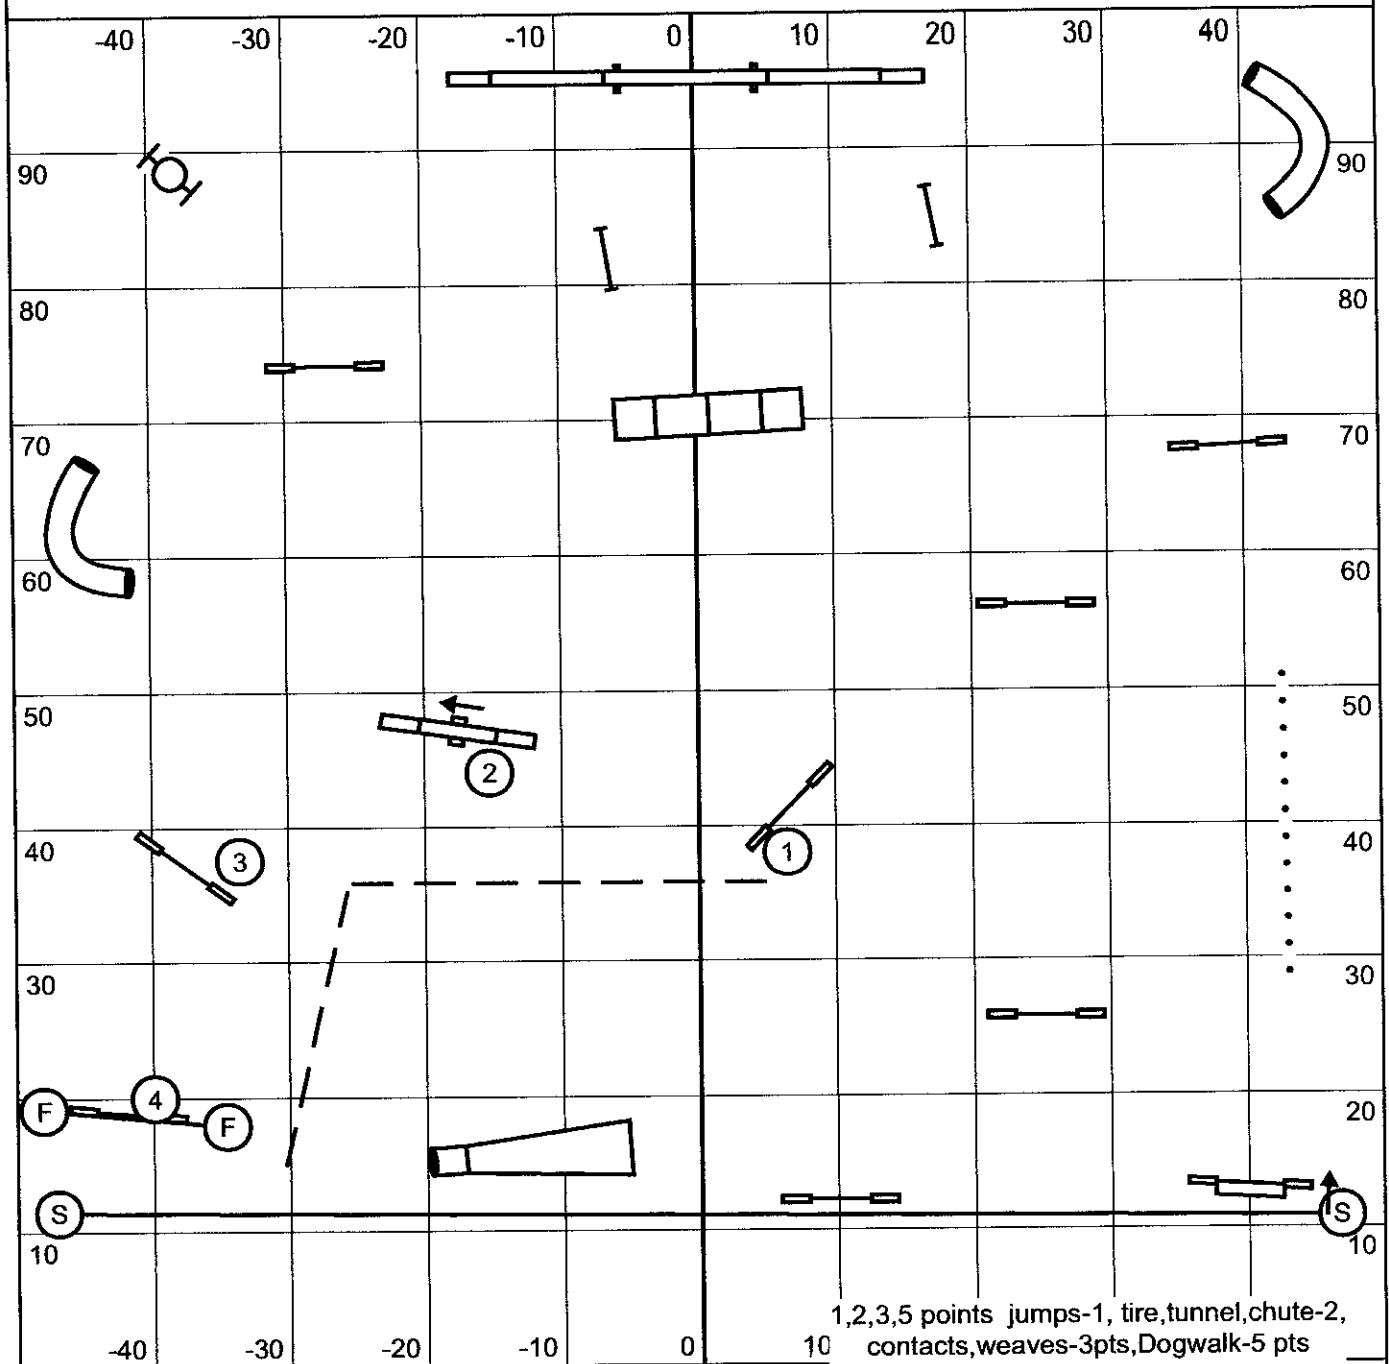 -40 -30 -20 -10 0 10 20 30 40
90 90
80 80
70 70
60 60
50 50
2
40 3 1 40
30 30
F 4 F 20
S S
10 10
1,2,3,5 points jumps-1, tire,tunnel,chute-2,
-40 -30 -20 -10 0 10 contacts,weaves-3pts,Dogwalk-5 pts